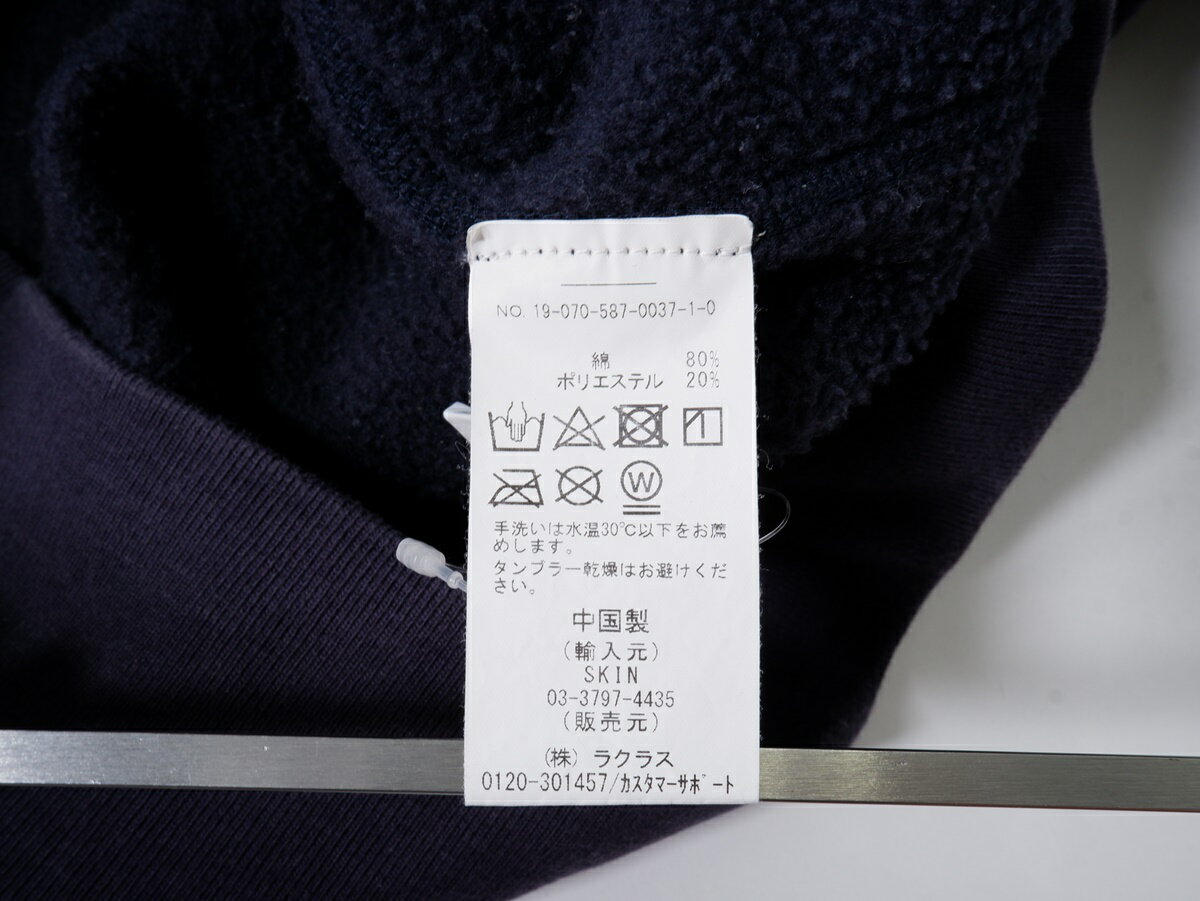 NO. 19-070-587-0037-1-0
綿 80%
ポリエステル 20%
W
手洗いは水温30℃以下をお薦
めします。
タンブラー乾燥はお避けくだ
さい。
中国製
(輸入元)
SKIN
03-3797-4435
(販売元)
(株) ラクラス
0120-301457/ｶｽﾀﾏｰｻﾎﾟｰﾄ